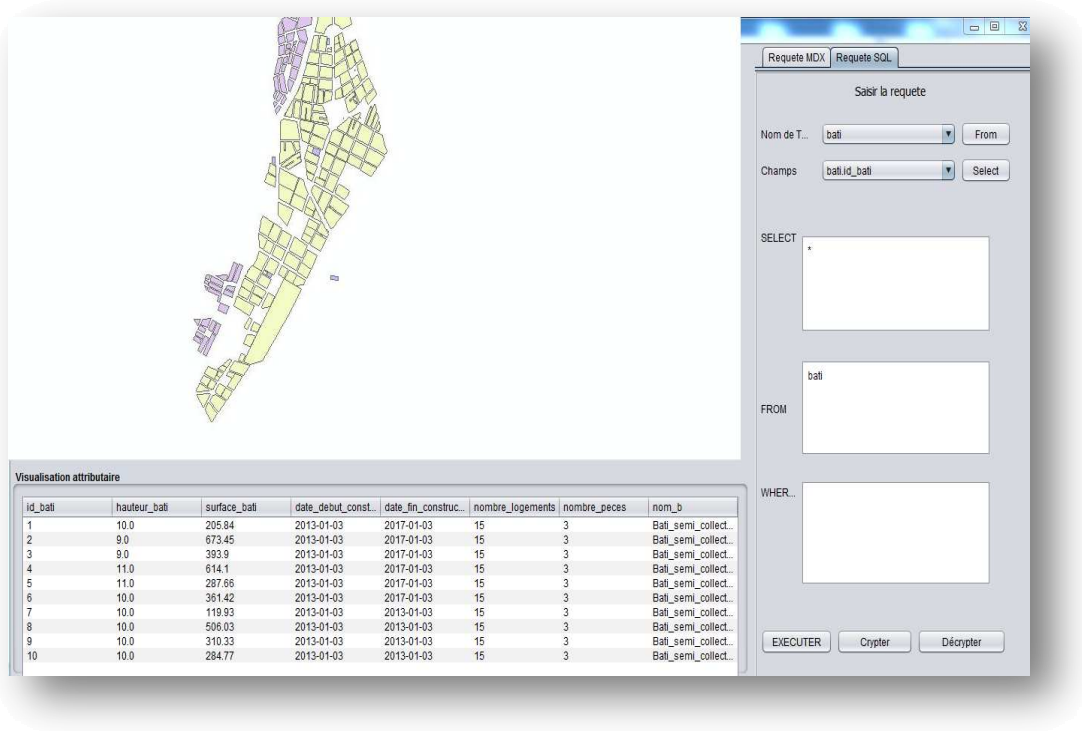 Requete MDX Requete SQL
Saisir la requete
Nom de T... bati From
Champs bati.id_bati Select
SELECT
*
bati
FROM
WHER...
EXECUTER Crypter Décrypter
Visualisation attributaire
id_bati hauteur_bati surface_bati date_debut_const... date_fin_construc... nombre_logements nombre_peces nom_b
1 10.0 205.84 2013-01-03 2017-01-03 15 3 Bati_semi_collect...
2 9.0 673.45 2013-01-03 2017-01-03 15 3 Bati_semi_collect...
3 9.0 393.9 2013-01-03 2017-01-03 15 3 Bati_semi_collect...
4 11.0 614.1 2013-01-03 2017-01-03 15 3 Bati_semi_collect...
5 11.0 287.66 2013-01-03 2017-01-03 15 3 Bati_semi_collect...
6 10.0 361.42 2013-01-03 2017-01-03 15 3 Bati_semi_collect...
7 10.0 119.93 2013-01-03 2013-01-03 15 3 Bati_semi_collect...
8 10.0 506.03 2013-01-03 2013-01-03 15 3 Bati_semi_collect...
9 10.0 310.33 2013-01-03 2013-01-03 15 3 Bati_semi_collect...
10 10.0 284.77 2013-01-03 2013-01-03 15 3 Bati_semi_collect...